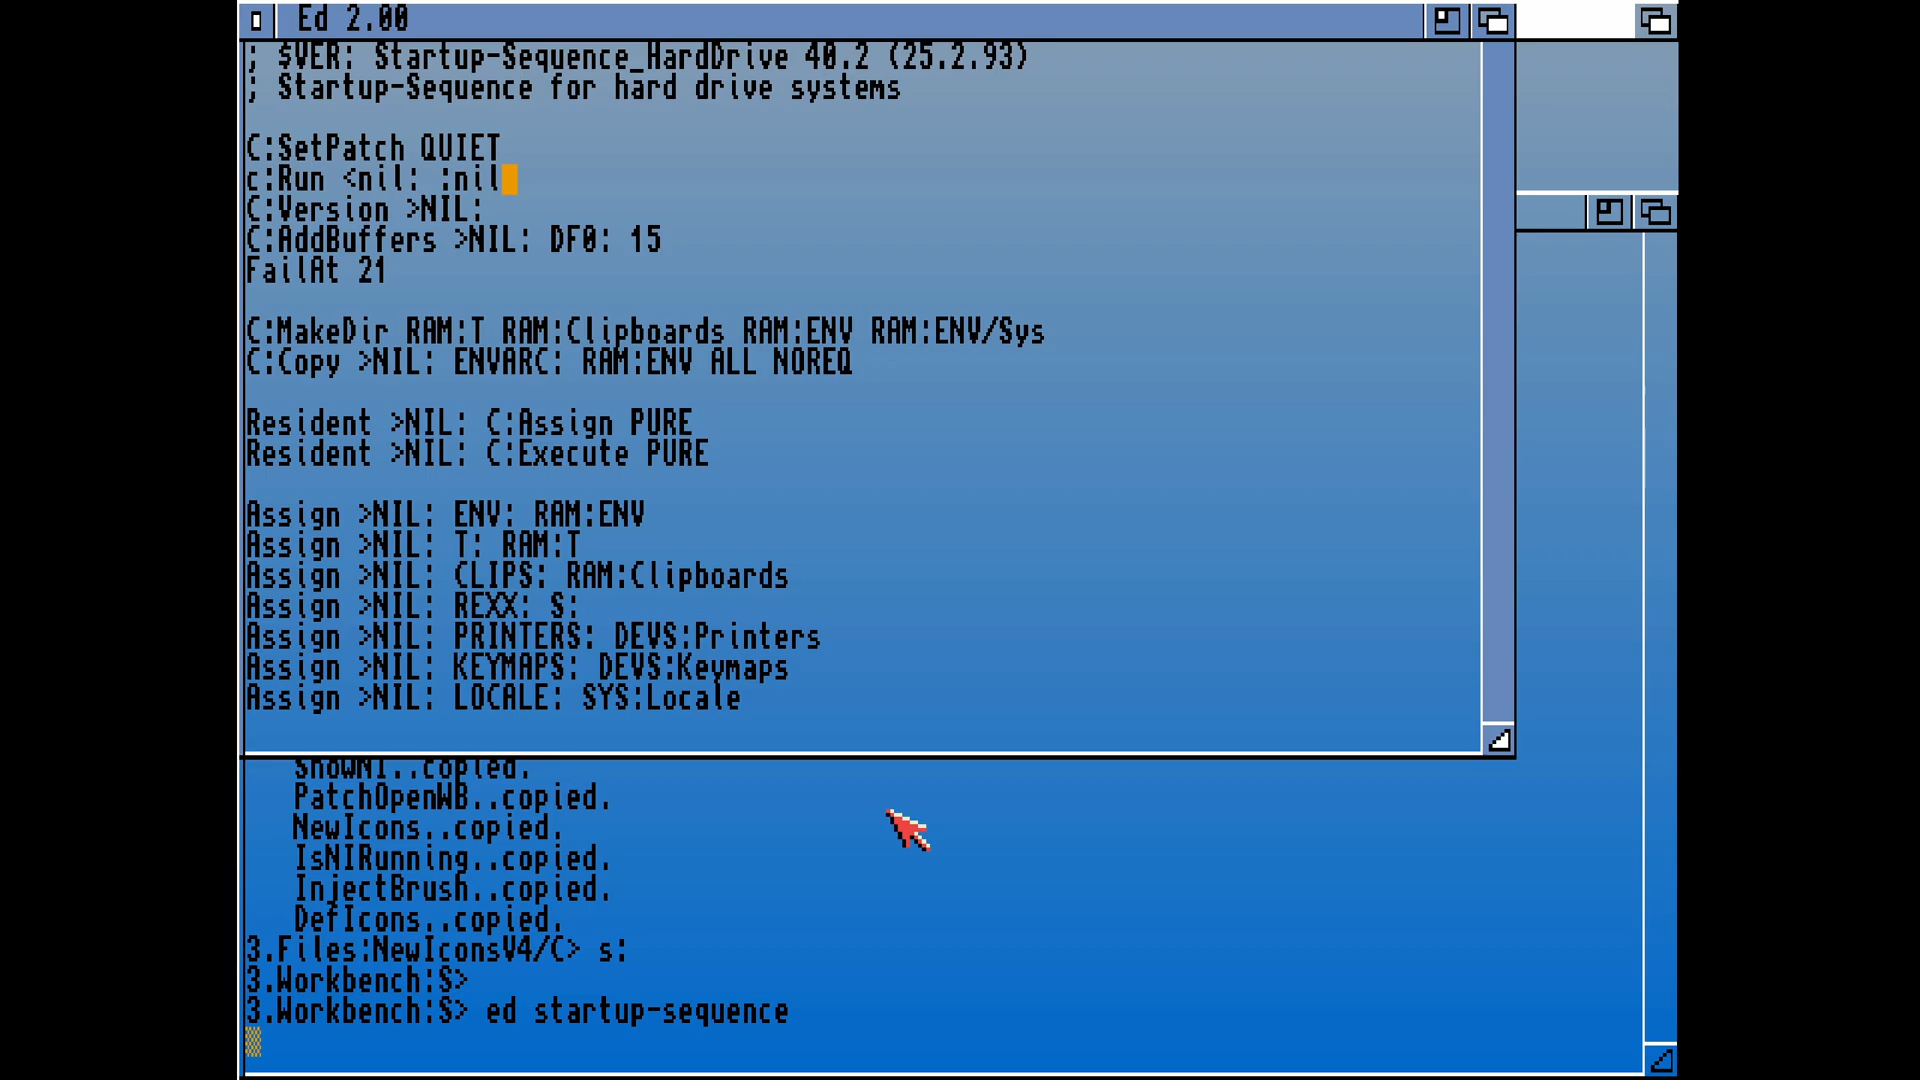 Ed 2.00
; $VER: Startup-Sequence_HardDrive 40.2 (25.2.93)
; Startup-Sequence for hard drive systems
C:SetPatch QUIET
c:Run <nil: :nil
C:Version >NIL:
C:AddBuffers >NIL: DF0: 15
FailAt 21
C:MakeDir RAM:T RAM:Clipboards RAM:ENV RAM:ENV/Sys
C:Copy >NIL: ENVARC: RAM:ENV ALL NOREQ
Resident >NIL: C:Assign PURE
Resident >NIL: C:Execute PURE
Assign >NIL: ENV: RAM:ENV
Assign >NIL: T: RAM:T
Assign >NIL: CLIPS: RAM:Clipboards
Assign >NIL: REXX: S:
Assign >NIL: PRINTERS: DEVS:Printers
Assign >NIL: KEYMAPS: DEVS:Keymaps
Assign >NIL: LOCALE: SYS:Locale
ShowNI..copied.
PatchOpenWB..copied.
NewIcons..copied.
IsNIRunning..copied.
InjectBrush..copied.
DefIcons..copied.
3.Files:NewIconsV4/C> s:
3.Workbench:S>
3.Workbench:S> ed startup-sequence